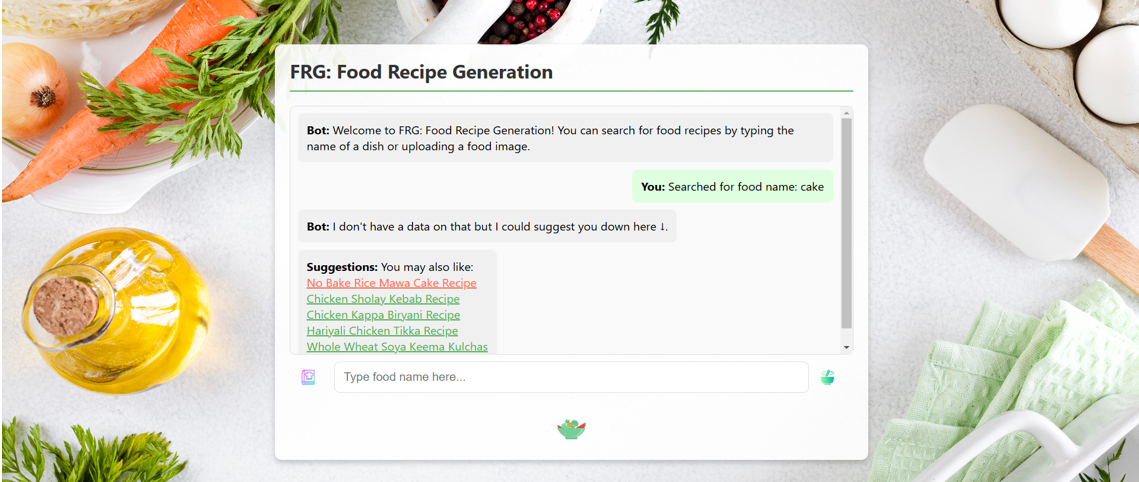 FRG: Food Recipe Generation
Bot: Welcome to FRG: Food Recipe Generation! You can search for food recipes by typing the
name of a dish or uploading a food image.
You: Searched for food name: cake
Bot: I don't have a data on that but I could suggest you down here ↓.
Suggestions: You may also like:
No Bake Rice Mawa Cake Recipe
Chicken Sholay Kebab Recipe
Chicken Kappa Biryani Recipe
Hariyali Chicken Tikka Recipe
Whole Wheat Soya Keema Kulchas
Type food name here...